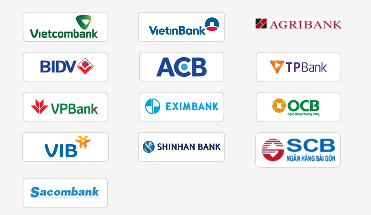 Vietcombank
VietinBank
AGRIBANK
BIDV
ACB
TPBank
VPBank
EXIMBANK
OCB
VIB
SHINHAN BANK
SCB
NGÂN HÀNG SÀI GÒN
Sacombank